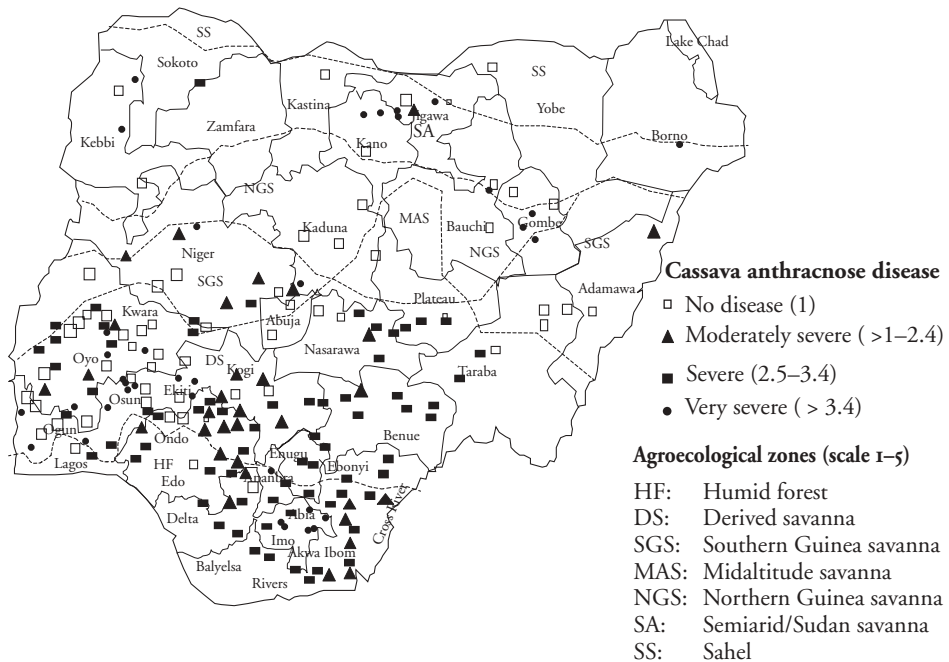 SS
Lake Chad
Sokoto
SS
Kastina
Jigawa
Yobe
Zamfara
SA
Kebbi
Kano
Borno
NGS
MAS
Bauchi
Gombe
Kaduna
SGS
Niger
NGS
SGS
Adamawa
Plateau
Kwara
Abuja
Nasarawa
Oyo
DS
Kogi
Taraba
Osun
Ekiti
Ogun
Ondo
Benue
Lagos
HF
Enugu
Ebonyi
Edo
Anambra
Delta
Abia
Cross River
Imo
Akwa Ibom
Balyelsa
Rivers
Cassava anthracnose disease
No disease (1)
Moderately severe ( >1–2.4)
Severe (2.5–3.4)
Very severe ( > 3.4)
Agroecological zones (scale 1–5)
HF: Humid forest
DS: Derived savanna
SGS: Southern Guinea savanna
MAS: Midaltitude savanna
NGS: Northern Guinea savanna
SA: Semiarid/Sudan savanna
SS: Sahel